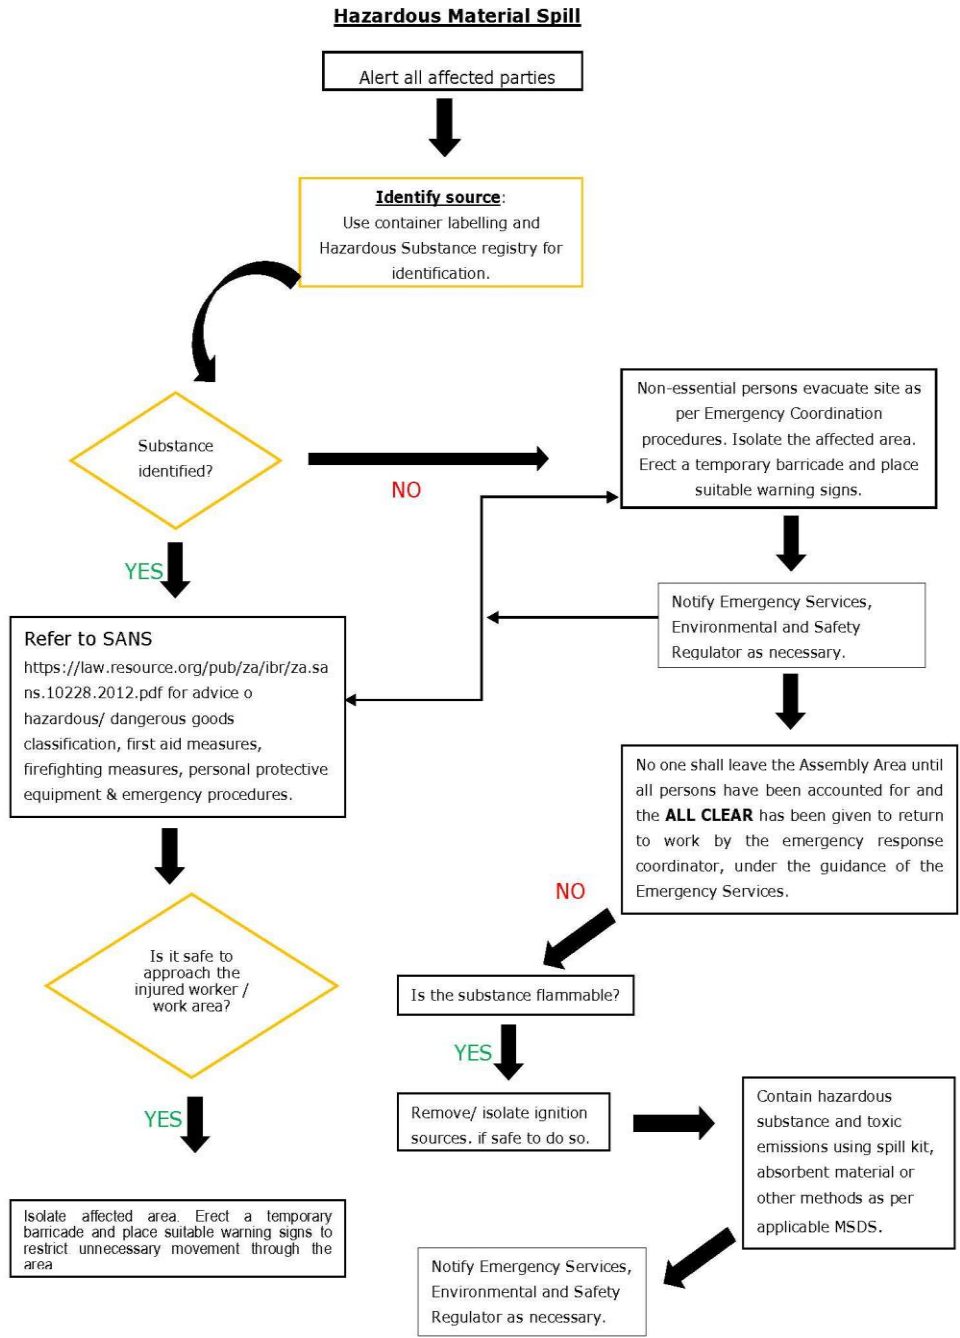 Hazardous Material Spill
Alert all affected parties
Identify source:
Use container labelling and
Hazardous Substance registry for
identification.
Substance
identified?
NO
Non-essential persons evacuate site as
per Emergency Coordination
procedures. Isolate the affected area.
Erect a temporary barricade and place
suitable warning signs.
YES
Notify Emergency Services,
Environmental and Safety
Regulator as necessary.
Refer to SANS
https://law.resource.org/pub/za/ibr/za.sa
ns.10228.2012.pdf for advice o
hazardous/ dangerous goods
classification, first aid measures,
firefighting measures, personal protective
equipment & emergency procedures.
No one shall leave the Assembly Area until
all persons have been accounted for and
the ALL CLEAR has been given to return
to work by the emergency response
coordinator, under the guidance of the
Emergency Services.
NO
Is it safe to
approach the
injured worker /
work area?
Is the substance flammable?
YES
YES
Remove/ isolate ignition
sources. if safe to do so.
Contain hazardous
substance and toxic
emissions using spill kit,
absorbent material or
other methods as per
applicable MSDS.
Isolate affected area. Erect a temporary
barricade and place suitable warning signs to
restrict unnecessary movement through the
area
Notify Emergency Services,
Environmental and Safety
Regulator as necessary.